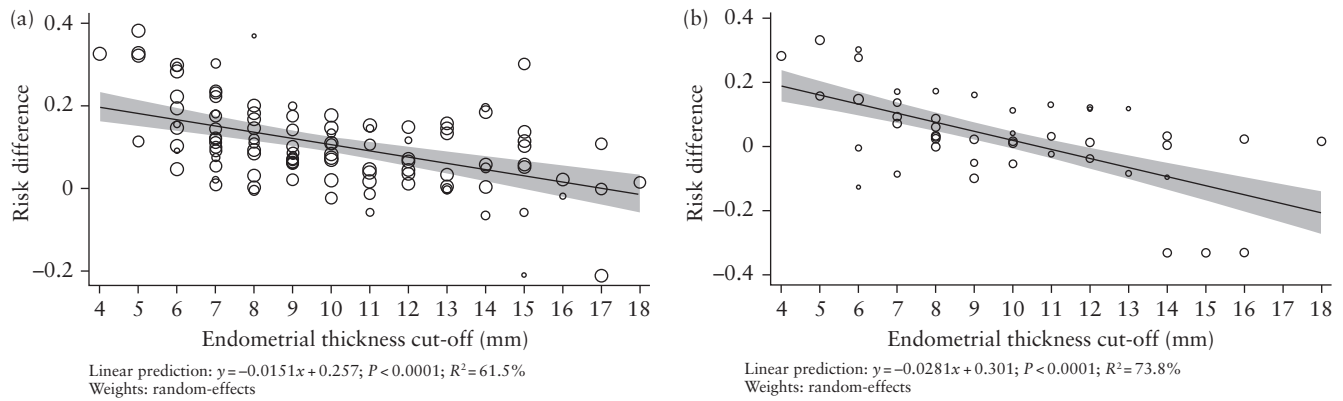 (a)
0.4
0.2
0
−0.2
Risk difference
4 5 6 7 8 9 10 11 12 13 14 15 16 17 18
Endometrial thickness cut-off (mm)
Linear prediction: y=−0.0151x+0.257; P<0.0001; R²=61.5%
Weights: random-effects
(b)
0.4
0.2
0
−0.2
−0.4
Risk difference
4 5 6 7 8 9 10 11 12 13 14 15 16 17 18
Endometrial thickness cut-off (mm)
Linear prediction: y=−0.0281x+0.301; P<0.0001; R²=73.8%
Weights: random-effects